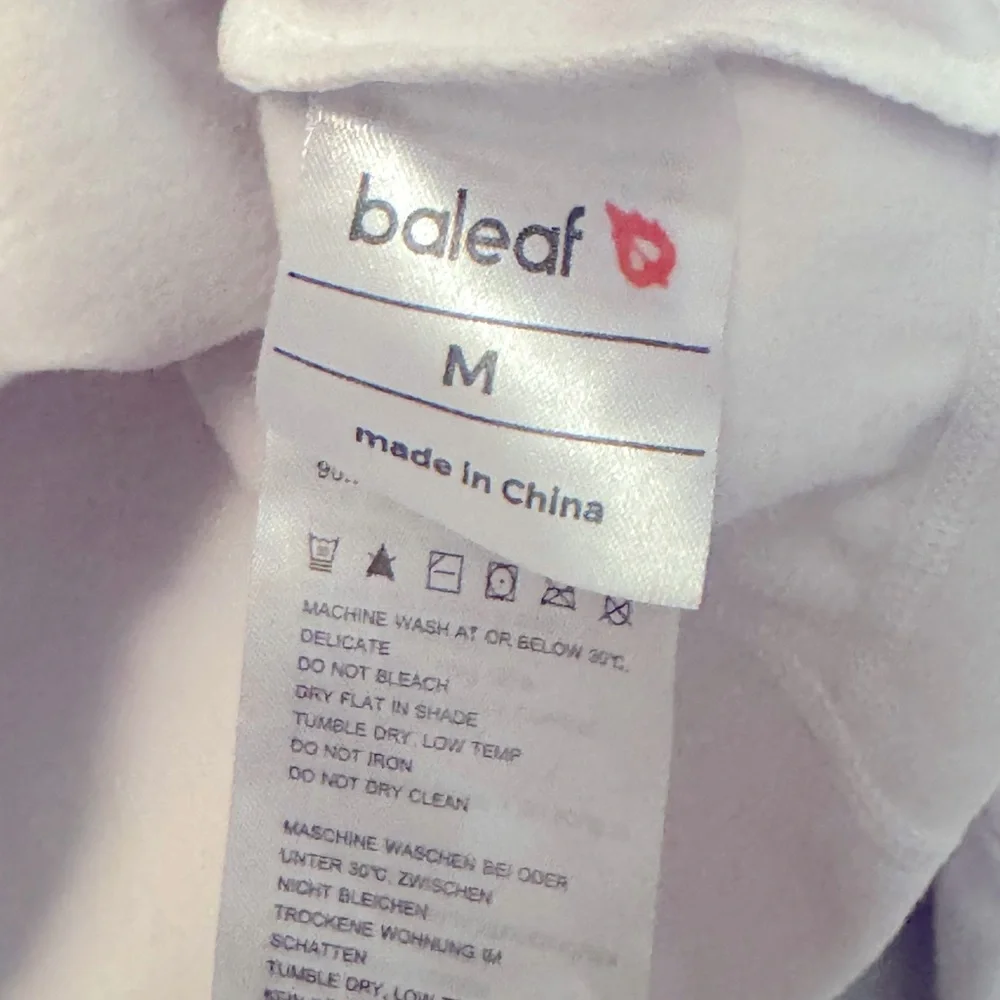 baleaf
M
made in China
MACHINE WASH AT OR BELOW 30℃,
DELICATE
DO NOT BLEACH
DRY FLAT IN SHADE
TUMBLE DRY, LOW TEMP
DO NOT IRON
DO NOT DRY CLEAN
MASCHINE WASCHEN BEI ODER
UNTER 30℃, ZWISCHEN
NICHT BLEICHEN
TROCKENE WOHNUNG IM
SCHATTEN
TUMBLE DRY, LOW